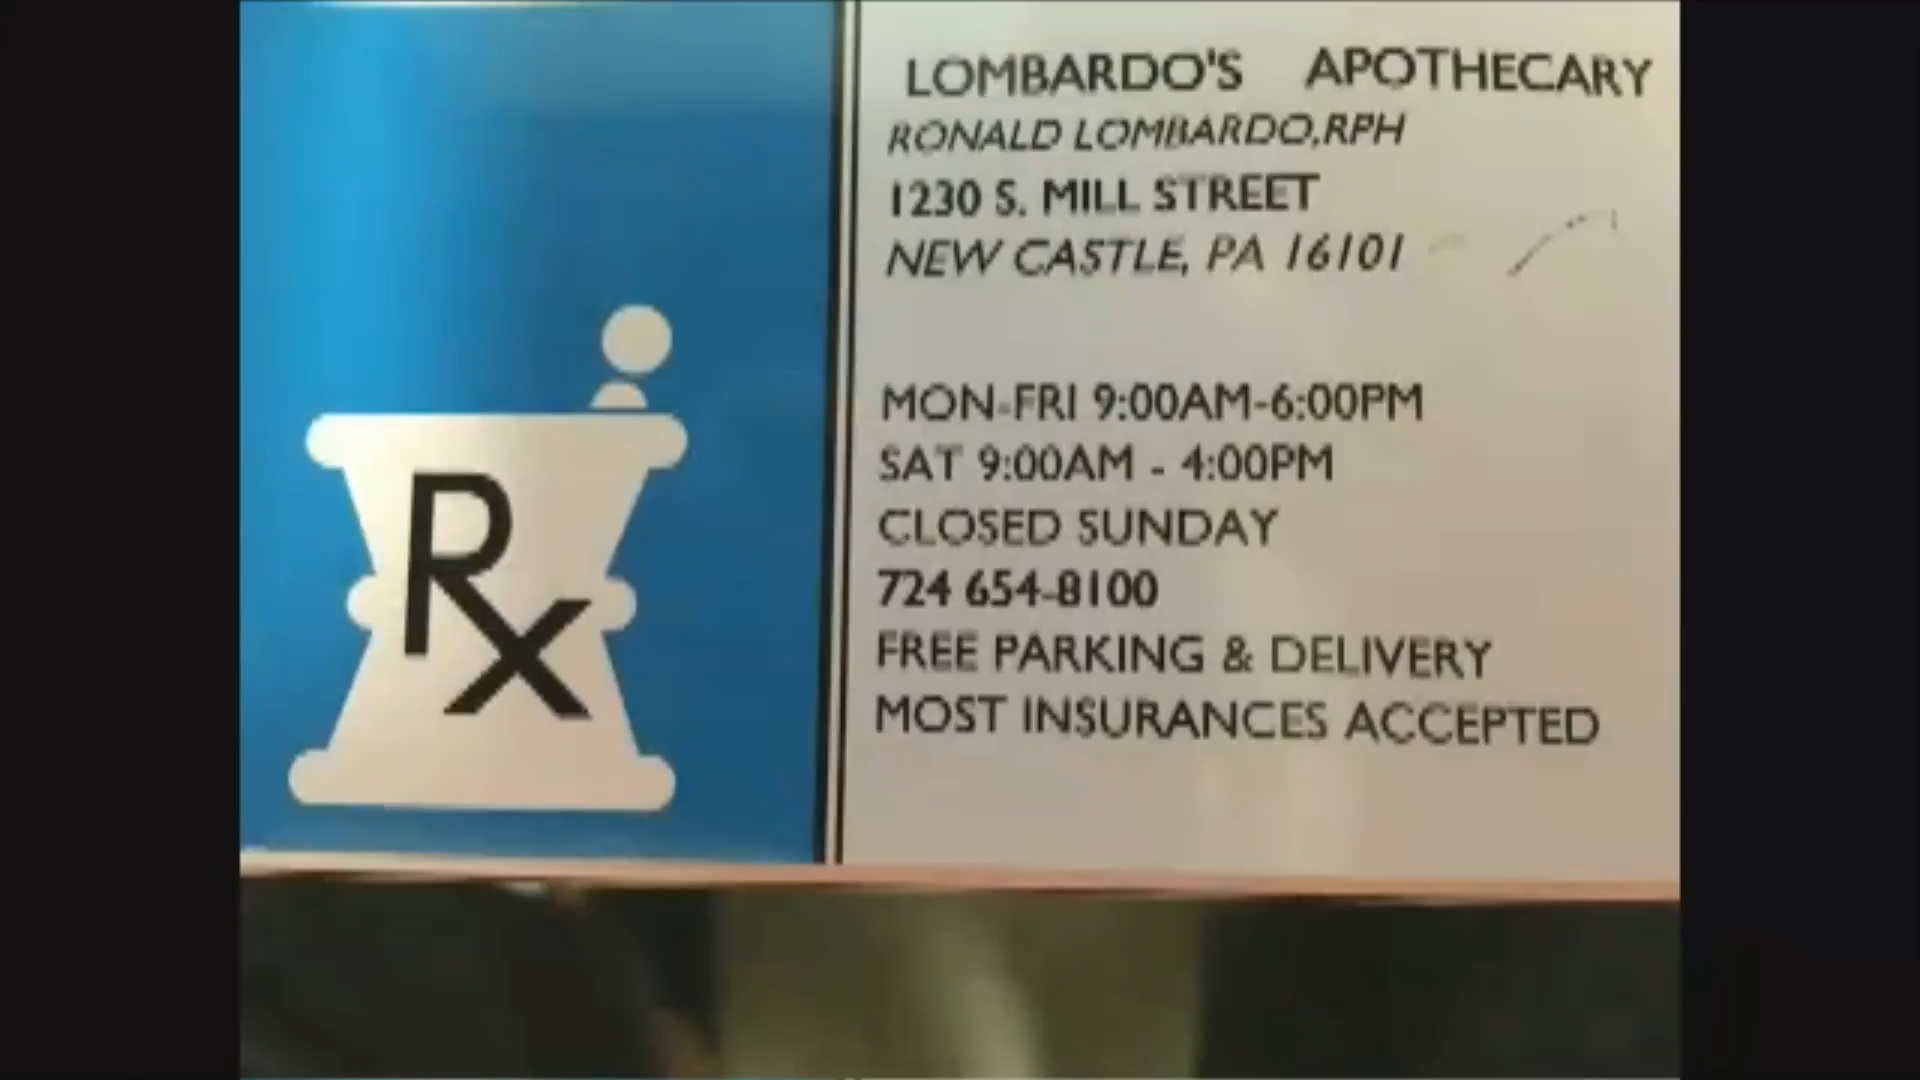 LOMBARDO'S APOTHECARY
RONALD LOMBARDO,RPH
1230 S. MILL STREET
NEW CASTLE, PA 16101
MON-FRI 9:00AM-6:00PM
SAT 9:00AM - 4:00PM
CLOSED SUNDAY
724 654-8100
FREE PARKING & DELIVERY
MOST INSURANCES ACCEPTED
Rx